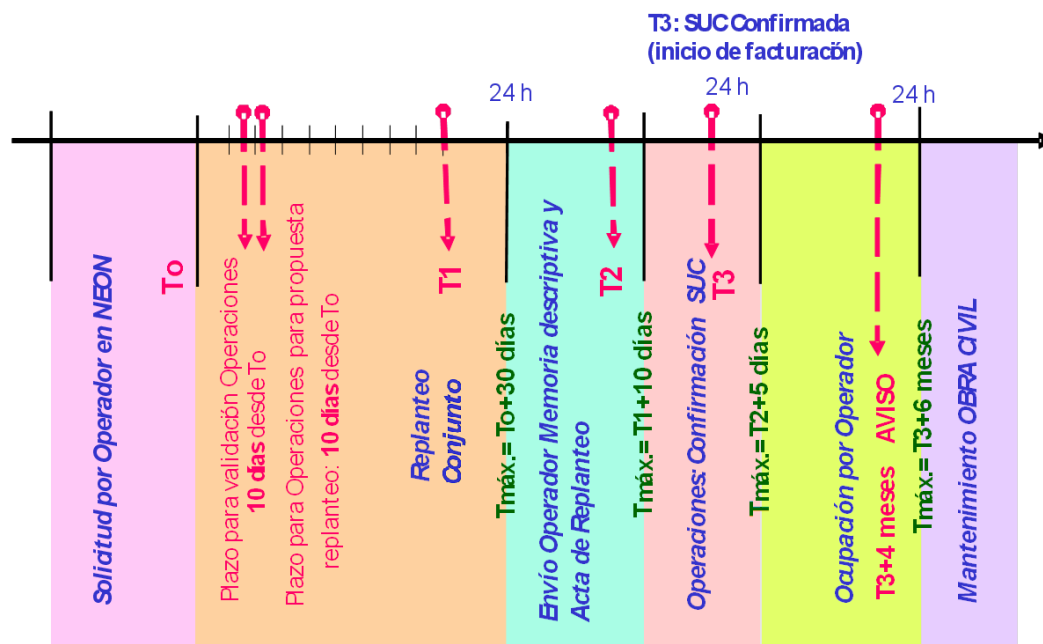 T3: SUC Confirmada
(inicio de facturación)
24 h
24 h
24 h
Solicitud por Operador en NEON
To
Plazo para validacón Operaciones
10 días desde To
Plazo para Operaciones para propuesta
replanteo: 10 días desde To
Replanteo
Conjunto
T1
Tmáx.= To+30 días
Envío Operador Memoria descriptiva y
Acta de Replanteo
T2
Tmáx.= T1+10 días
Operaciones: Confirmación SUC
T3
Tmáx.= T2+5 días
Ocupación por Operador
T3+4 meses AVISO
Tmáx.= T3+6 meses
Mantenimiento OBRA CIVIL